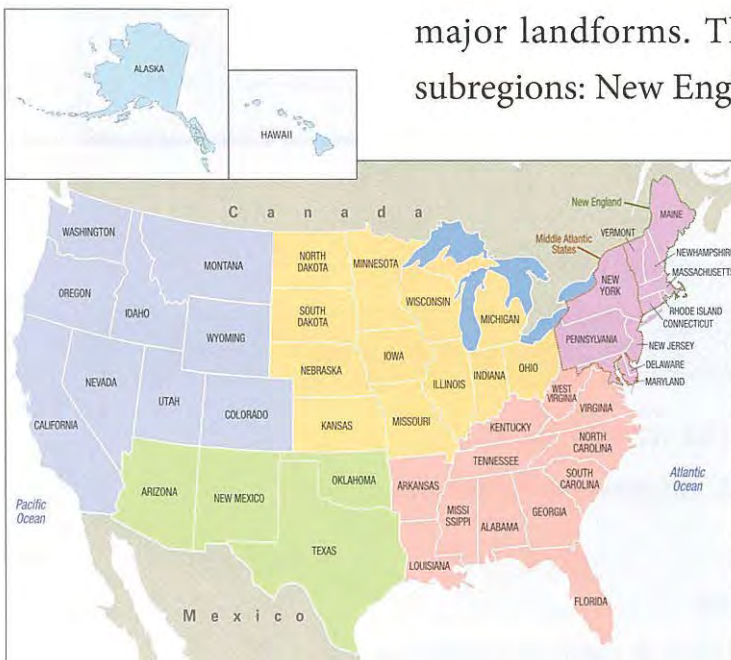 major landforms. Th
subregions: New Eng
ALASKA
HAWAII
Canada
New England
MAINE
WASHINGTON
VERMONT
Middle Atlantic
States
NORTH
DAKOTA
MINNESOTA
MONTANA
NEWHAMPSHIRE
MASSACHUSETTS
NEW
YORK
OREGON
IDAHO
SOUTH
DAKOTA
WISCONSIN
MICHIGAN
RHODE ISLAND
CONNECTICUT
WYOMING
PENNSYLVANIA
NEW JERSEY
IOWA
NEBRASKA
DELAWARE
NEVADA
UTAH
ILLINOIS
INDIANA
OHIO
MARYLAND
WEST
VIRGINIA
COLORADO
VIRGINIA
CALIFORNIA
KANSAS
MISSOURI
KENTUCKY
NORTH
CAROLINA
TENNESSEE
Atlantic
Ocean
OKLAHOMA
ARKANSAS
SOUTH
CAROLINA
ARIZONA
NEW MEXICO
Pacific
Ocean
MISSI
SSIPPI
GEORGIA
ALABAMA
TEXAS
LOUISIANA
FLORIDA
Mexico